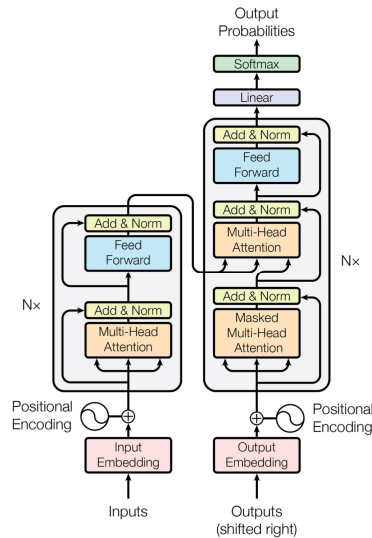 Output
Probabilities
Softmax
Linear
Add & Norm
Feed
Forward
Add & Norm
Multi-Head
Attention
Add & Norm
Masked
Multi-Head
Attention
Nx
Positional
Encoding
Output
Embedding
Outputs
(shifted right)
Add & Norm
Feed
Forward
Add & Norm
Multi-Head
Attention
Nx
Positional
Encoding
Input
Embedding
Inputs